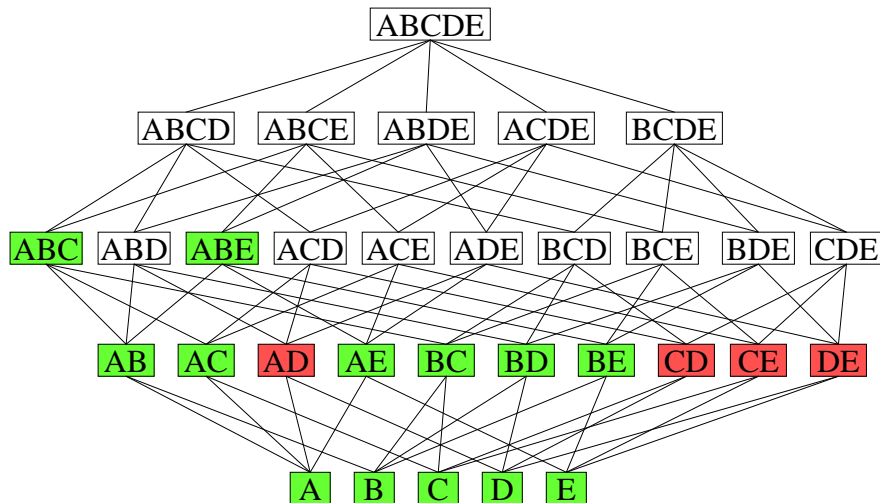 ABCDE
ABCD ABCE ABDE ACDE BCDE
ABC ABD ABE ACD ACE ADE BCD BCE BDE CDE
AB AC AD AE BC BD BE CD CE DE
A B C D E